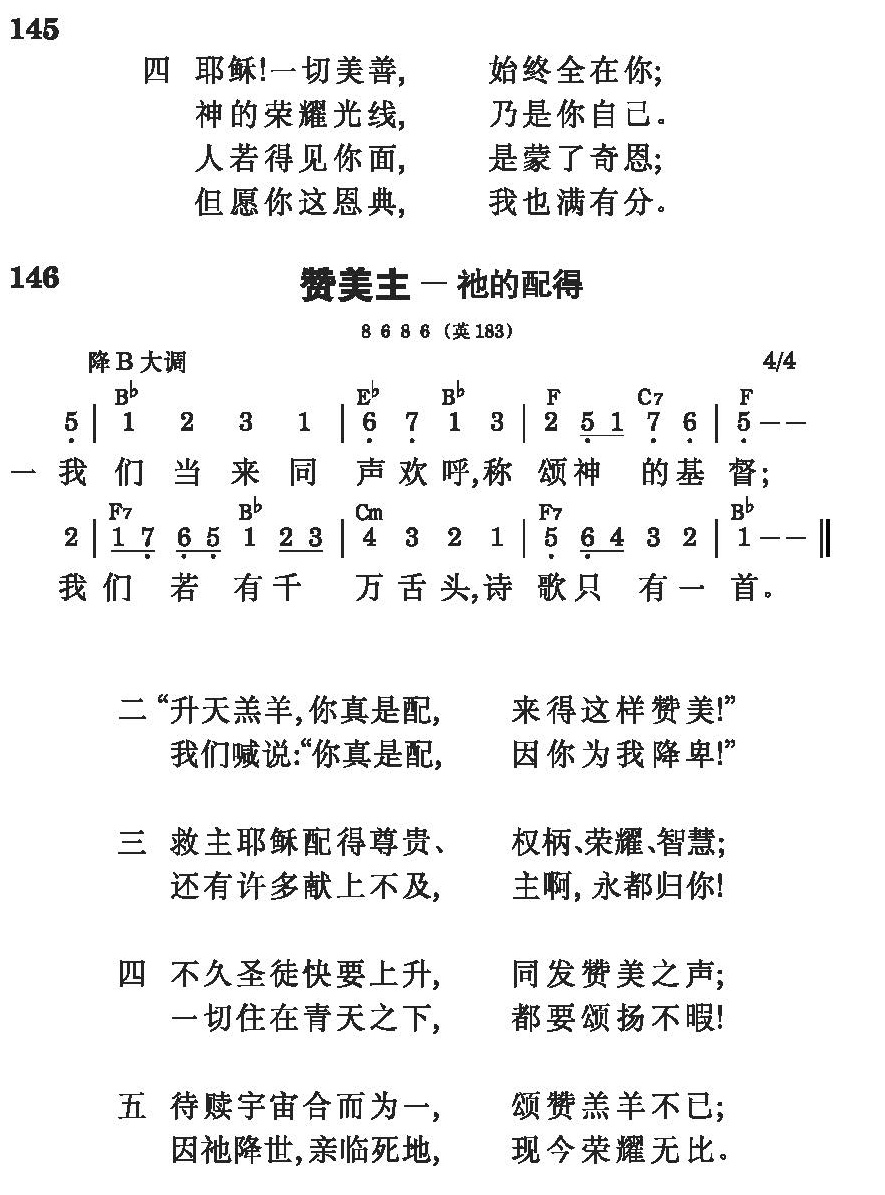 145
四 耶稣!一切美善, 始终全在你;
神的荣耀光线, 乃是你自己。
人若得见你面, 是蒙了奇恩;
但愿你这恩典, 我也满有分。
146 赞美主 — 祂的配得
8 6 8 6 (英183)
降B大调 4/4
B♭ E♭ B♭ F C7 F
5̣ | 1 2 3 1 | 6̣ 7̣ 1 3 | 2 5̣ 1 7̣ 6̣ | 5̣ — —
一 我们当来同声欢呼,称颂神的基督;
F7 B♭ Cm F7 B♭
2 | 1 7̣ 6̣ 5̣ 1 2 3 | 4 3 2 1 | 5̣ 6̣ 4 3 2 | 1 — — ‖
我们若有千万舌头,诗歌只有一首。
二 “升天羔羊,你真是配, 来得这样赞美!”
我们喊说:“你真是配, 因你为我降卑!”
三 救主耶稣配得尊贵、 权柄、荣耀、智慧;
还有许多献上不及, 主啊, 永都归你!
四 不久圣徒快要上升, 同发赞美之声;
一切住在青天之下, 都要颂扬不暇!
五 待赎宇宙合而为一, 颂赞羔羊不已;
因祂降世,亲临死地, 现今荣耀无比。